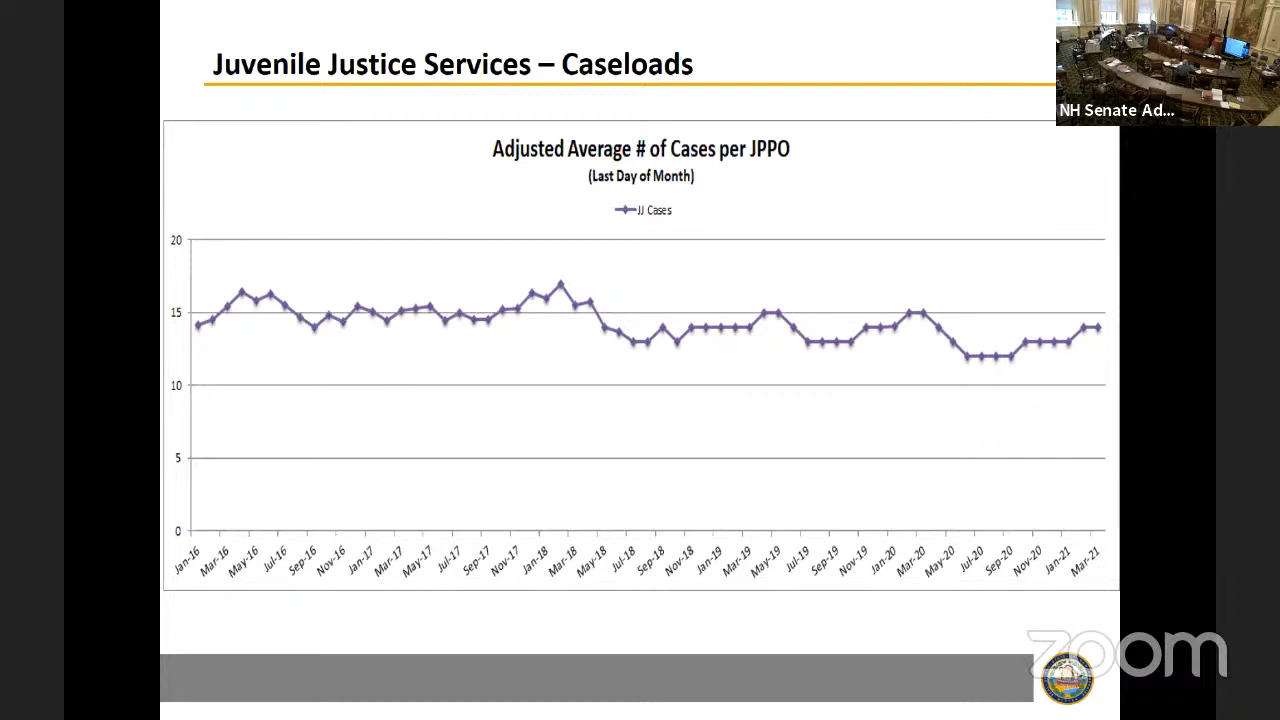 Juvenile Justice Services – Caseloads
NH Senate Ad...
Adjusted Average # of Cases per JPPO
(Last Day of Month)
JJ Cases
20
15
10
5
0
Jan-16
Mar-16
May-16
Jul-16
Sep-16
Nov-16
Jan-17
Mar-17
May-17
Jul-17
Sep-17
Nov-17
Jan-18
Mar-18
May-18
Jul-18
Sep-18
Nov-18
Jan-19
Mar-19
May-19
Jul-19
Sep-19
Nov-19
Jan-20
Mar-20
May-20
Jul-20
Sep-20
Nov-20
Jan-21
Mar-21
zoom